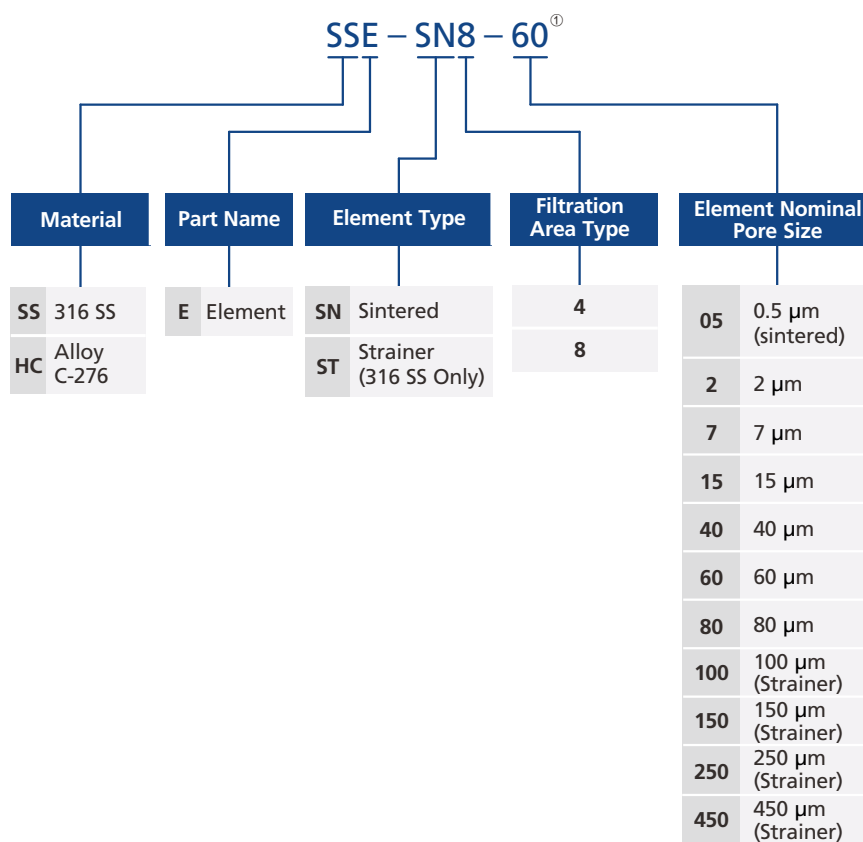 SSE – SN8 – 60①
Material
Part Name
Element Type
Filtration
Area Type
Element Nominal
Pore Size
SS 316 SS
HC Alloy
C-276
E Element
SN Sintered
ST Strainer
(316 SS Only)
4
8
05 0.5 µm
(sintered)
2 2 µm
7 7 µm
15 15 µm
40 40 µm
60 60 µm
80 80 µm
100 100 µm
(Strainer)
150 150 µm
(Strainer)
250 250 µm
(Strainer)
450 450 µm
(Strainer)